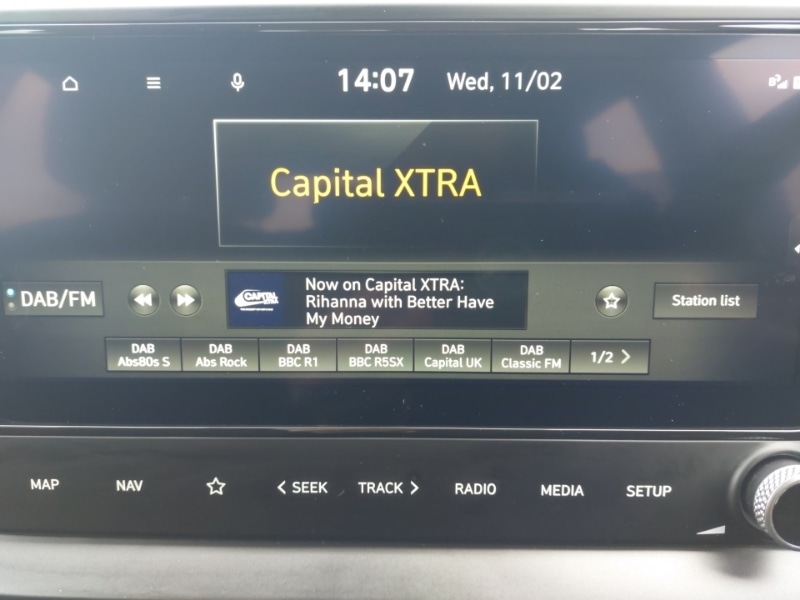 14:07 Wed, 11/02
Capital XTRA
DAB/FM
CAPITAL
XTRA
Now on Capital XTRA:
Rihanna with Better Have
My Money
Station list
DAB DAB DAB DAB DAB DAB
Abs80s S Abs Rock BBC R1 BBC R5SX Capital UK Classic FM 1/2 >
MAP NAV < SEEK TRACK > RADIO MEDIA SETUP